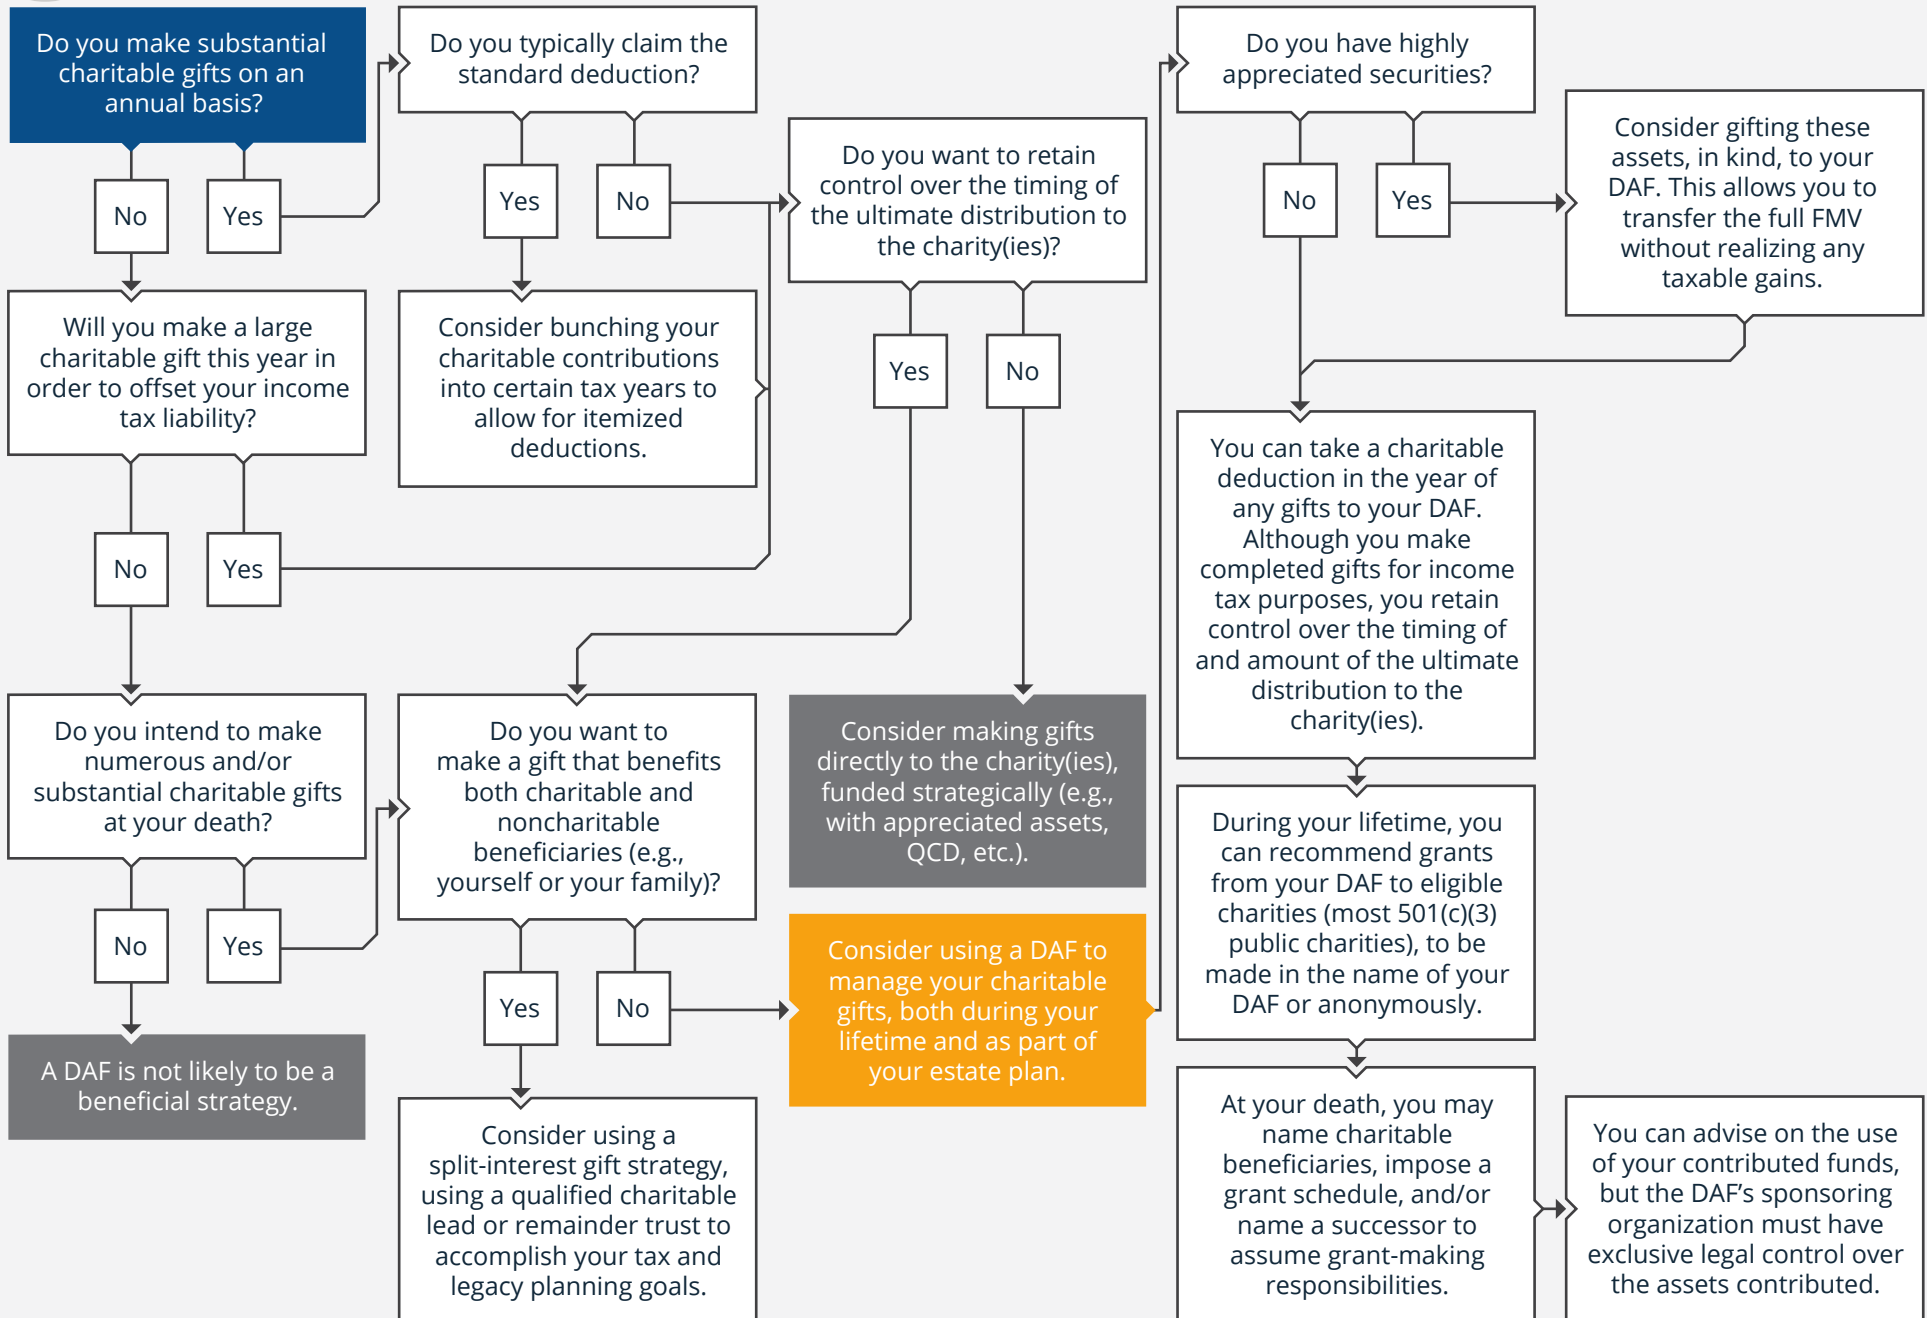 Do you make substantial
charitable gifts on an
annual basis?
No
Yes
Will you make a large
charitable gift this year in
order to offset your income
tax liability?
No
Yes
Do you intend to make
numerous and/or
substantial charitable gifts
at your death?
No
Yes
A DAF is not likely to be a
beneficial strategy.
Do you typically claim the
standard deduction?
Yes
No
Consider bunching your
charitable contributions
into certain tax years to
allow for itemized
deductions.
Do you want to retain
control over the timing of
the ultimate distribution to
the charity(ies)?
Yes
No
Do you want to
make a gift that benefits
both charitable and
noncharitable
beneficiaries (e.g.,
yourself or your family)?
Yes
No
Consider using a
split-interest gift strategy,
using a qualified charitable
lead or remainder trust to
accomplish your tax and
legacy planning goals.
Consider making gifts
directly to the charity(ies),
funded strategically (e.g.,
with appreciated assets,
QCD, etc.).
Consider using a DAF to
manage your charitable
gifts, both during your
lifetime and as part of
your estate plan.
Do you have highly
appreciated securities?
No
Yes
Consider gifting these
assets, in kind, to your
DAF. This allows you to
transfer the full FMV
without realizing any
taxable gains.
You can take a charitable
deduction in the year of
any gifts to your DAF.
Although you make
completed gifts for income
tax purposes, you retain
control over the timing of
and amount of the ultimate
distribution to the
charity(ies).
During your lifetime, you
can recommend grants
from your DAF to eligible
charities (most 501(c)(3)
public charities), to be
made in the name of your
DAF or anonymously.
At your death, you may
name charitable
beneficiaries, impose a
grant schedule, and/or
name a successor to
assume grant-making
responsibilities.
You can advise on the use
of your contributed funds,
but the DAF’s sponsoring
organization must have
exclusive legal control over
the assets contributed.